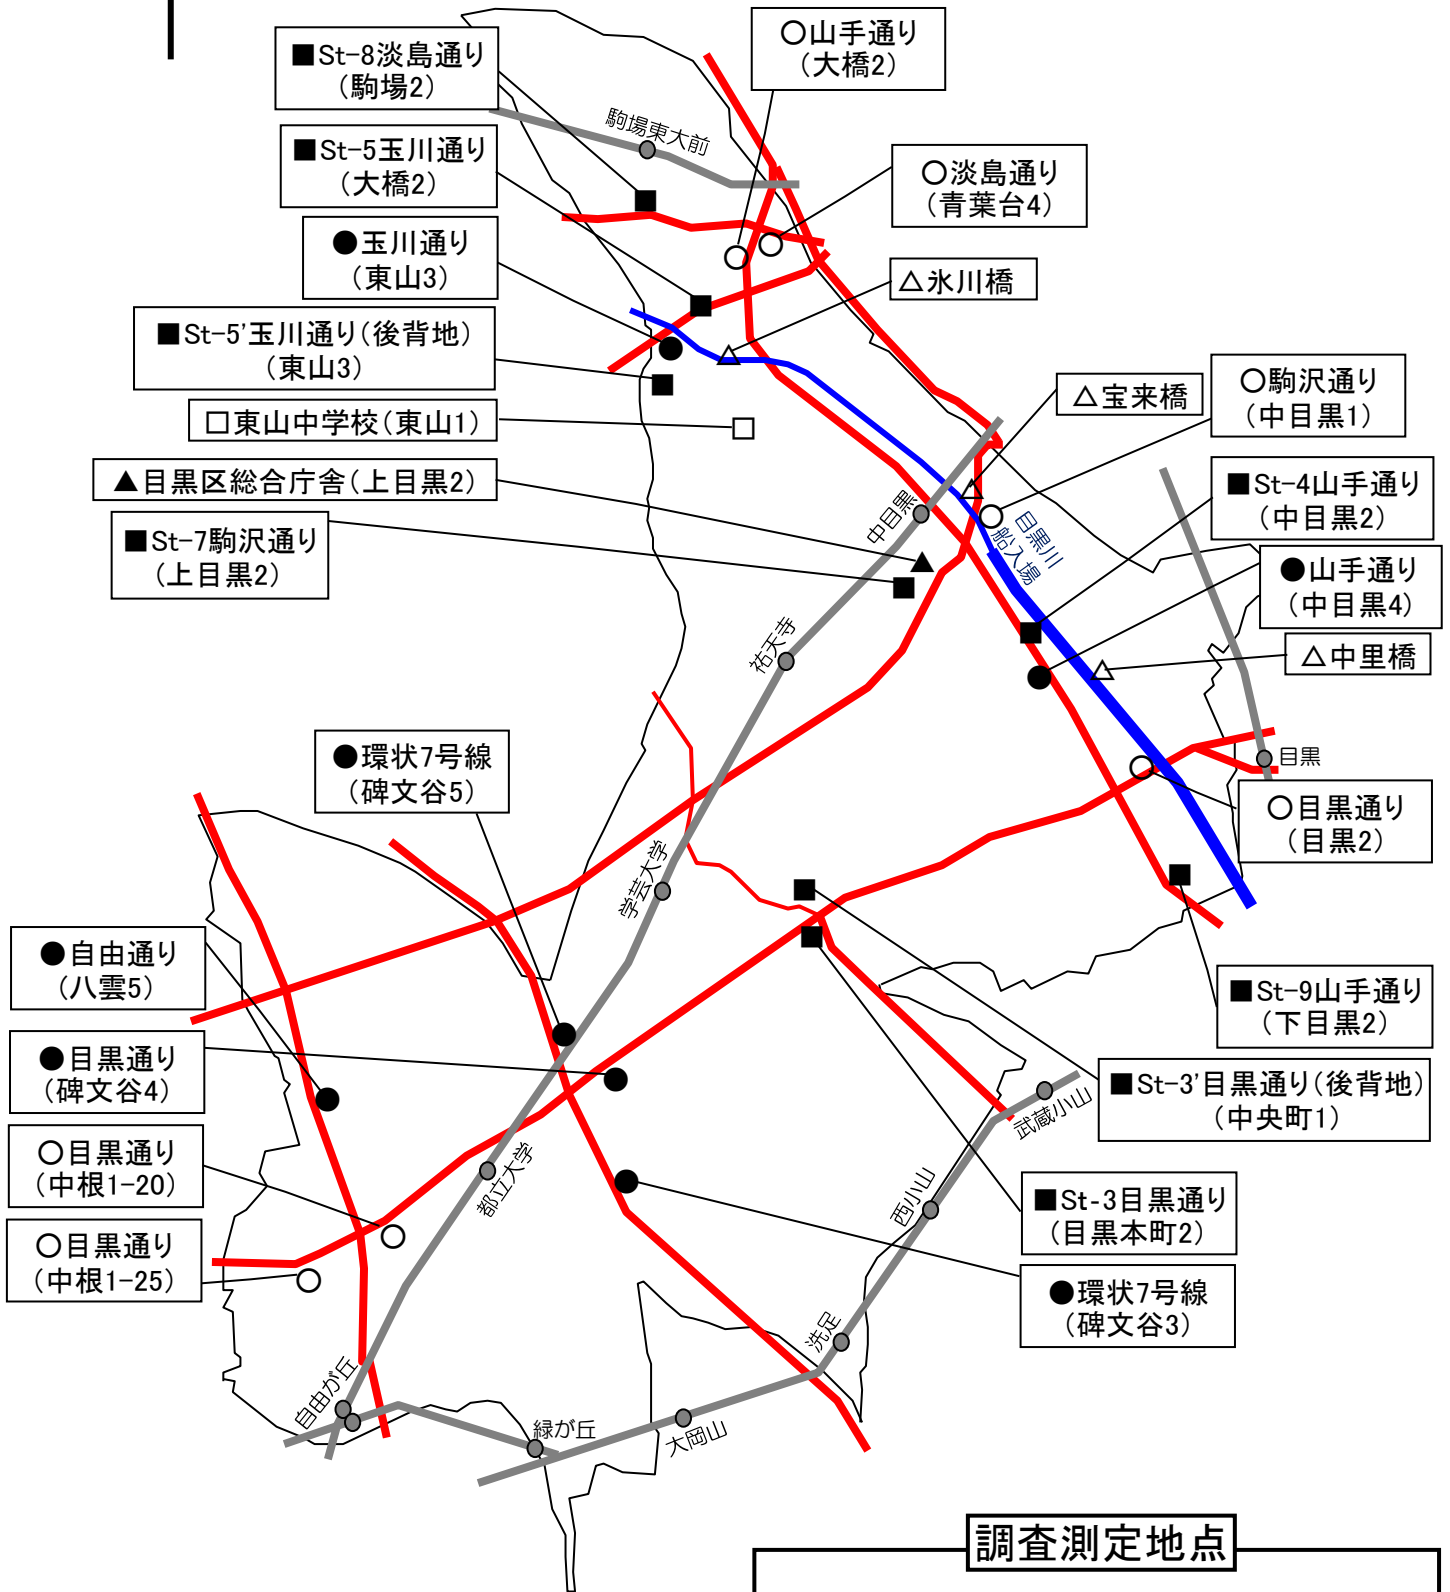 ■St-8淡島通り
(駒場2)
○山手通り
(大橋2)
駒場東大前
■St-5玉川通り
(大橋2)
○淡島通り
(青葉台4)
●玉川通り
(東山3)
△氷川橋
■St-5'玉川通り(後背地)
(東山3)
○駒沢通り
(中目黒1)
△宝来橋
□東山中学校(東山1)
▲目黒区総合庁舎(上目黒2)
■St-4山手通り
(中目黒2)
中目黒
目黒川
船入場
■St-7駒沢通り
(上目黒2)
●山手通り
(中目黒4)
祐天寺
△中里橋
●環状7号線
(碑文谷5)
目黒
○目黒通り
(目黒2)
学芸大学
●自由通り
(八雲5)
■St-9山手通り
(下目黒2)
●目黒通り
(碑文谷4)
■St-3'目黒通り(後背地)
(中央町1)
武蔵小山
○目黒通り
(中根1-20)
都立大学
西小山
■St-3目黒通り
(目黒本町2)
○目黒通り
(中根1-25)
●環状7号線
(碑文谷3)
洗足
自由が丘
緑が丘
大岡山
調査測定地点